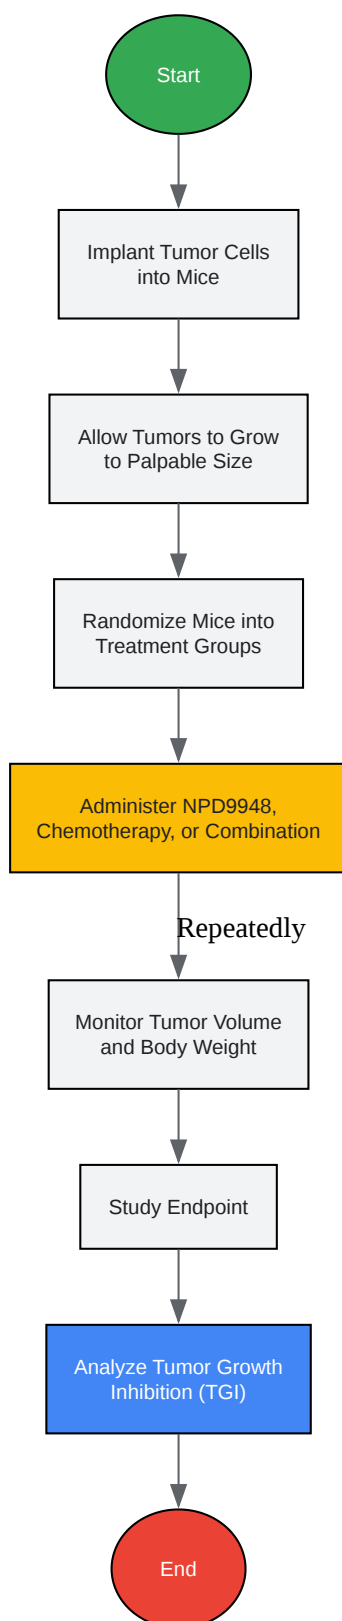 Start
Implant Tumor Cells
into Mice
Allow Tumors to Grow
to Palpable Size
Randomize Mice into
Treatment Groups
Administer NPD9948,
Chemotherapy, or Combination
Repeatedly
Monitor Tumor Volume
and Body Weight
Study Endpoint
Analyze Tumor Growth
Inhibition (TGI)
End